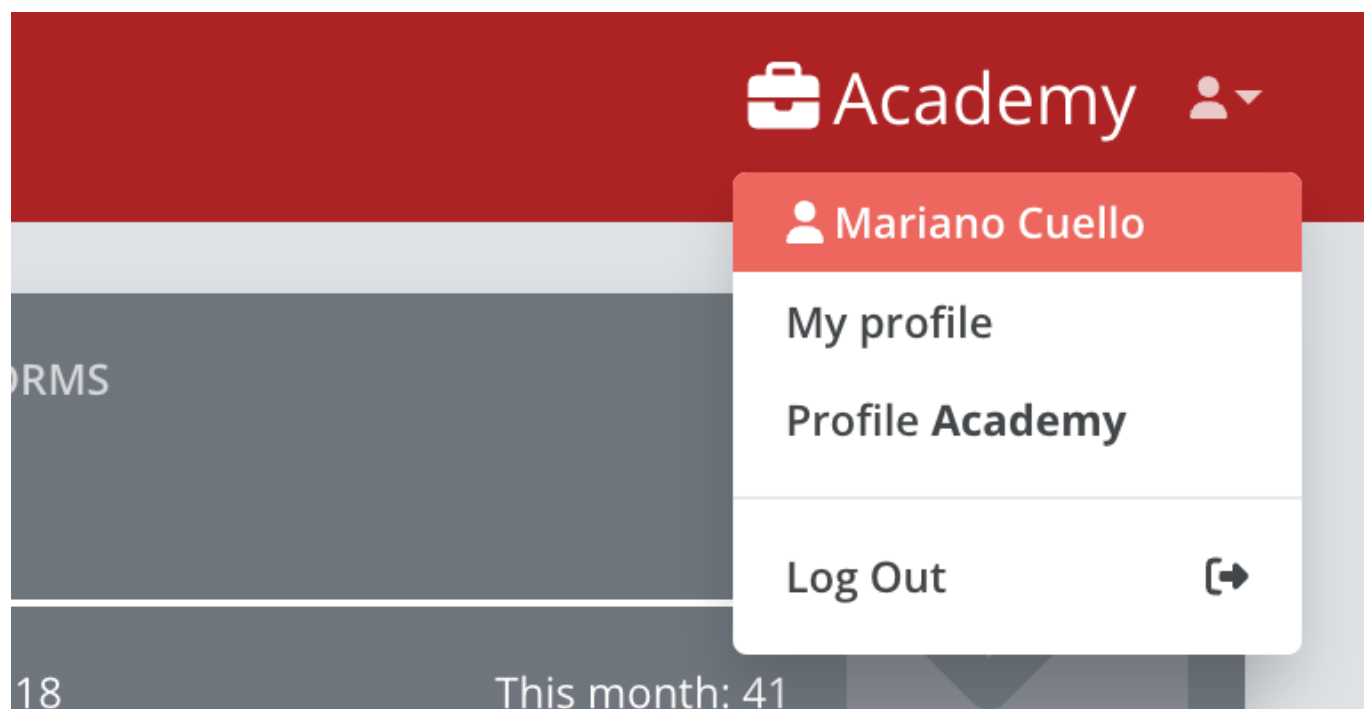 Academy
Mariano Cuello
My profile
ORMS
Profile Academy
Log Out
18
This month: 41